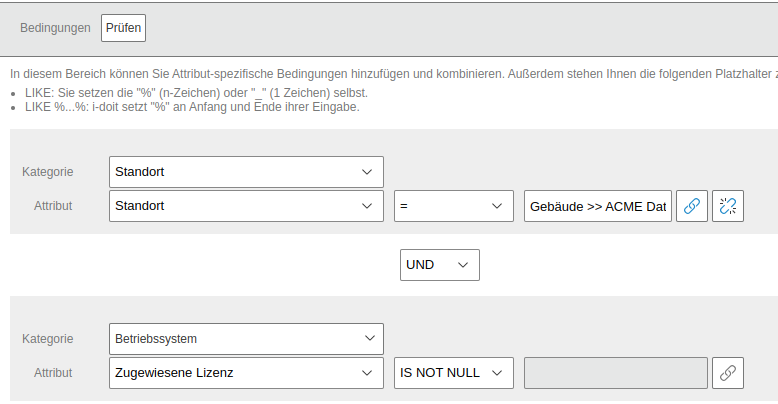 Bedingungen Prüfen
In diesem Bereich können Sie Attribut-spezifische Bedingungen hinzufügen und kombinieren. Außerdem stehen Ihnen die folgenden Platzhalter z
• LIKE: Sie setzen die "%" (n-Zeichen) oder "_" (1 Zeichen) selbst.
• LIKE %...%: i-doit setzt "%" an Anfang und Ende ihrer Eingabe.
Kategorie Standort
Attribut Standort = Gebäude >> ACME Dat
UND
Kategorie Betriebssystem
Attribut Zugewiesene Lizenz IS NOT NULL